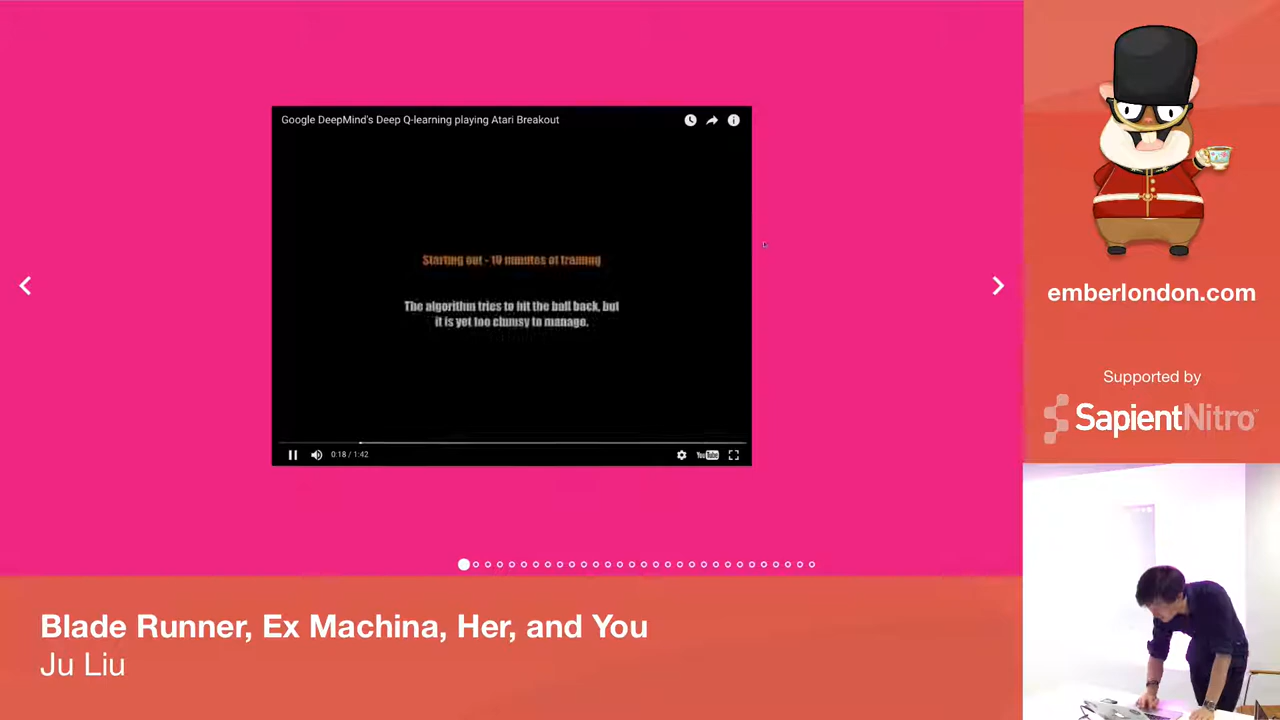 Google DeepMind's Deep Q-learning playing Atari Breakout
Starting out - 10 minutes of training
The algorithm tries to hit the ball back, but
it is yet too clumsy to manage.
0:18 / 1:42
YouTube
emberlondon.com
Supported by
SapientNitro
Blade Runner, Ex Machina, Her, and You
Ju Liu